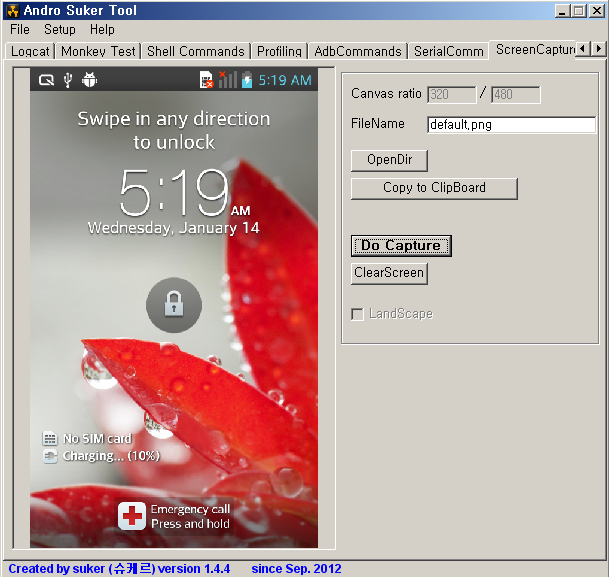 Andro Suker Tool
File Setup Help
Logcat Monkey Test Shell Commands Profiling AdbCommands SerialComm ScreenCapture
5:19 AM
Swipe in any direction
to unlock
5:19 AM
Wednesday, January 14
No SIM card
Charging... (10%)
Emergency call
Press and hold
Canvas ratio 320 / 480
FileName default.png
OpenDir
Copy to ClipBoard
Do Capture
ClearScreen
LandScape
Created by suker (슈케르) version 1.4.4 since Sep. 2012